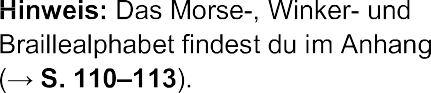 Hinweis: Das Morse-, Winker- und
Braillealphabet findest du im Anhang
(→ S. 110–113).